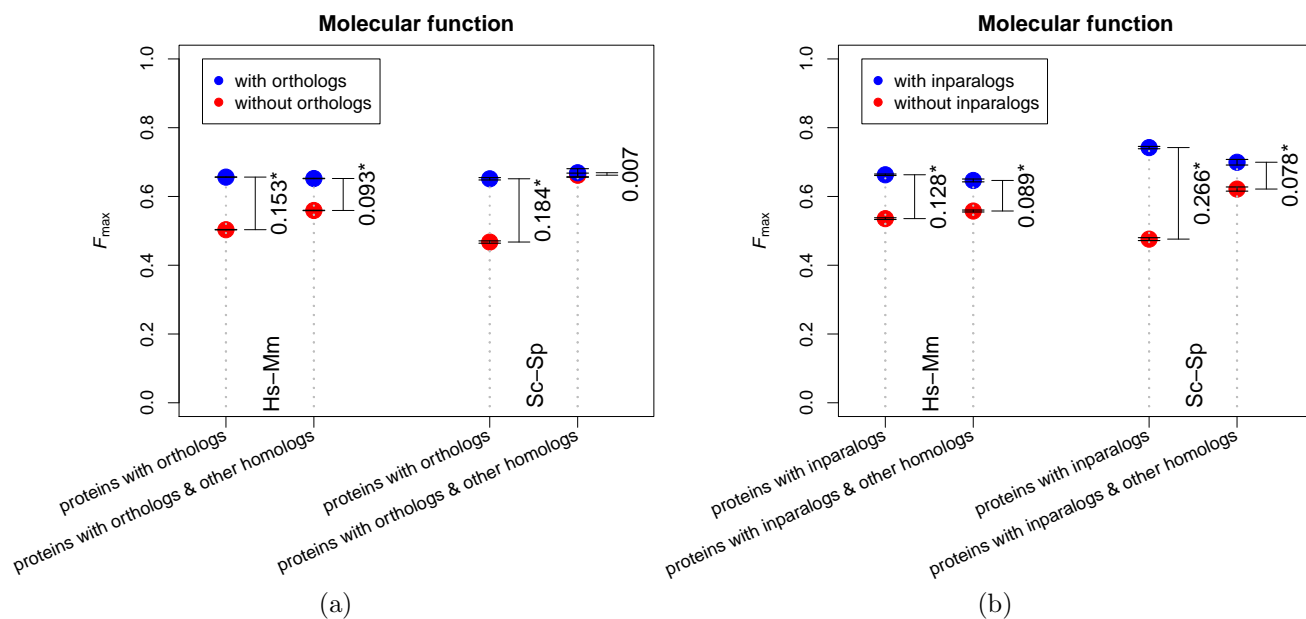 Molecular function
with orthologs
without orthologs
Fmax
0.0
0.2
0.4
0.6
0.8
1.0
0.153*
0.093*
0.184*
0.007
Hs−Mm
Sc−Sp
proteins with orthologs
proteins with orthologs & other homologs
proteins with orthologs
proteins with orthologs & other homologs
(a)
Molecular function
with inparalogs
without inparalogs
Fmax
0.0
0.2
0.4
0.6
0.8
1.0
0.128*
0.089*
0.266*
0.078*
Hs−Mm
Sc−Sp
proteins with inparalogs
proteins with inparalogs & other homologs
proteins with inparalogs
proteins with inparalogs & other homologs
(b)